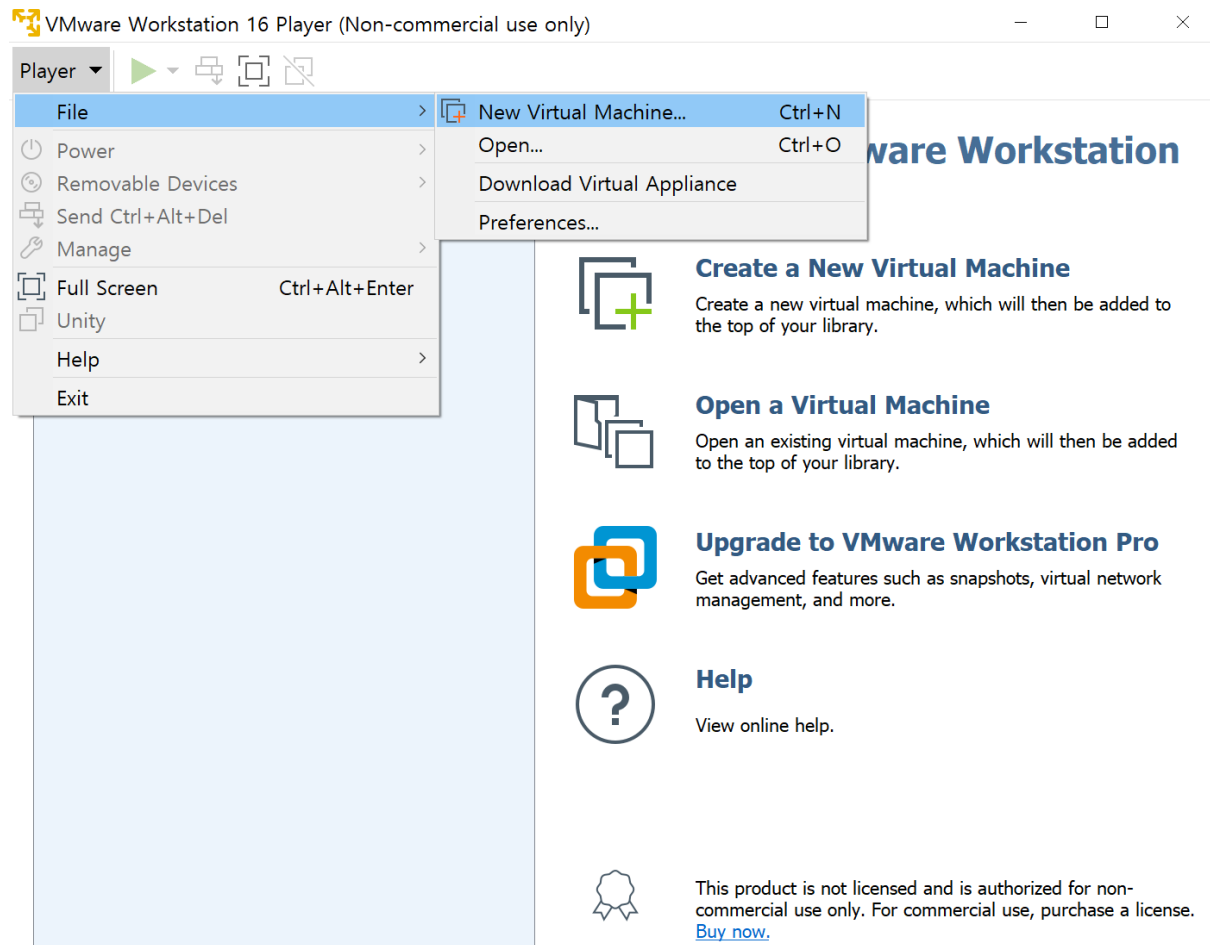 VMware Workstation 16 Player (Non-commercial use only)
Player
File
New Virtual Machine... Ctrl+N
Open... Ctrl+O
Download Virtual Appliance
Preferences...
Power
Removable Devices
Send Ctrl+Alt+Del
Manage
Full Screen Ctrl+Alt+Enter
Unity
Help
Exit
ware Workstation
Create a New Virtual Machine
Create a new virtual machine, which will then be added to
the top of your library.
Open a Virtual Machine
Open an existing virtual machine, which will then be added
to the top of your library.
Upgrade to VMware Workstation Pro
Get advanced features such as snapshots, virtual network
management, and more.
?
Help
View online help.
This product is not licensed and is authorized for non-
commercial use only. For commercial use, purchase a license.
Buy now.